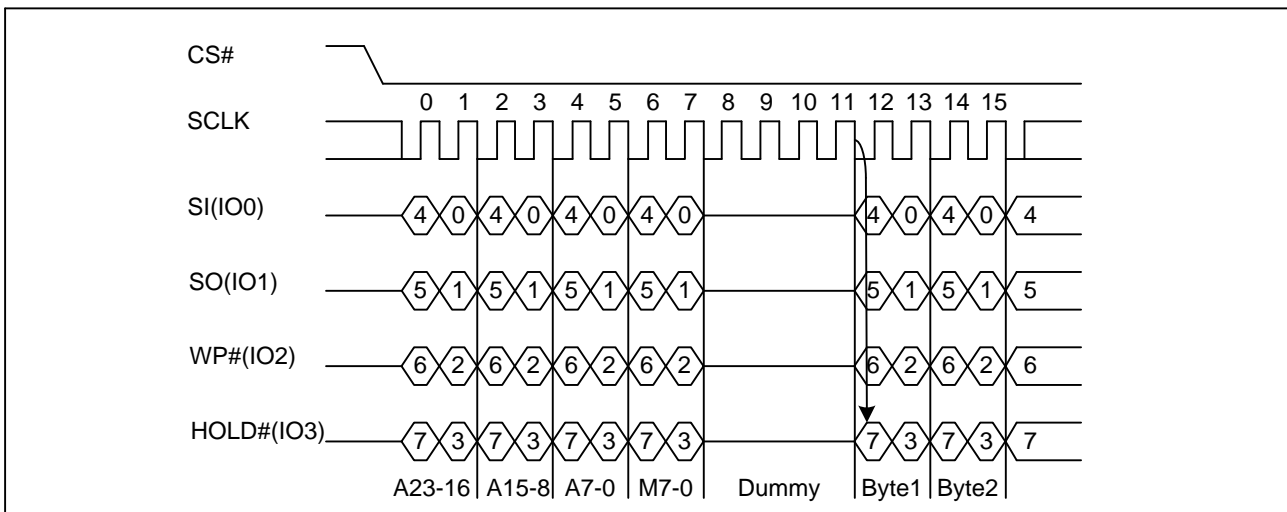 CS#
0 1 2 3 4 5 6 7 8 9 10 11 12 13 14 15
SCLK
SI(IO0) 4 0 4 0 4 0 4 0 4 0 4 0 4
SO(IO1) 5 1 5 1 5 1 5 1 5 1 5 1 5
WP#(IO2) 6 2 6 2 6 2 6 2 6 2 6 2 6
HOLD#(IO3) 7 3 7 3 7 3 7 3 7 3 7 3 7
A23-16 A15-8 A7-0 M7-0 Dummy Byte1 Byte2